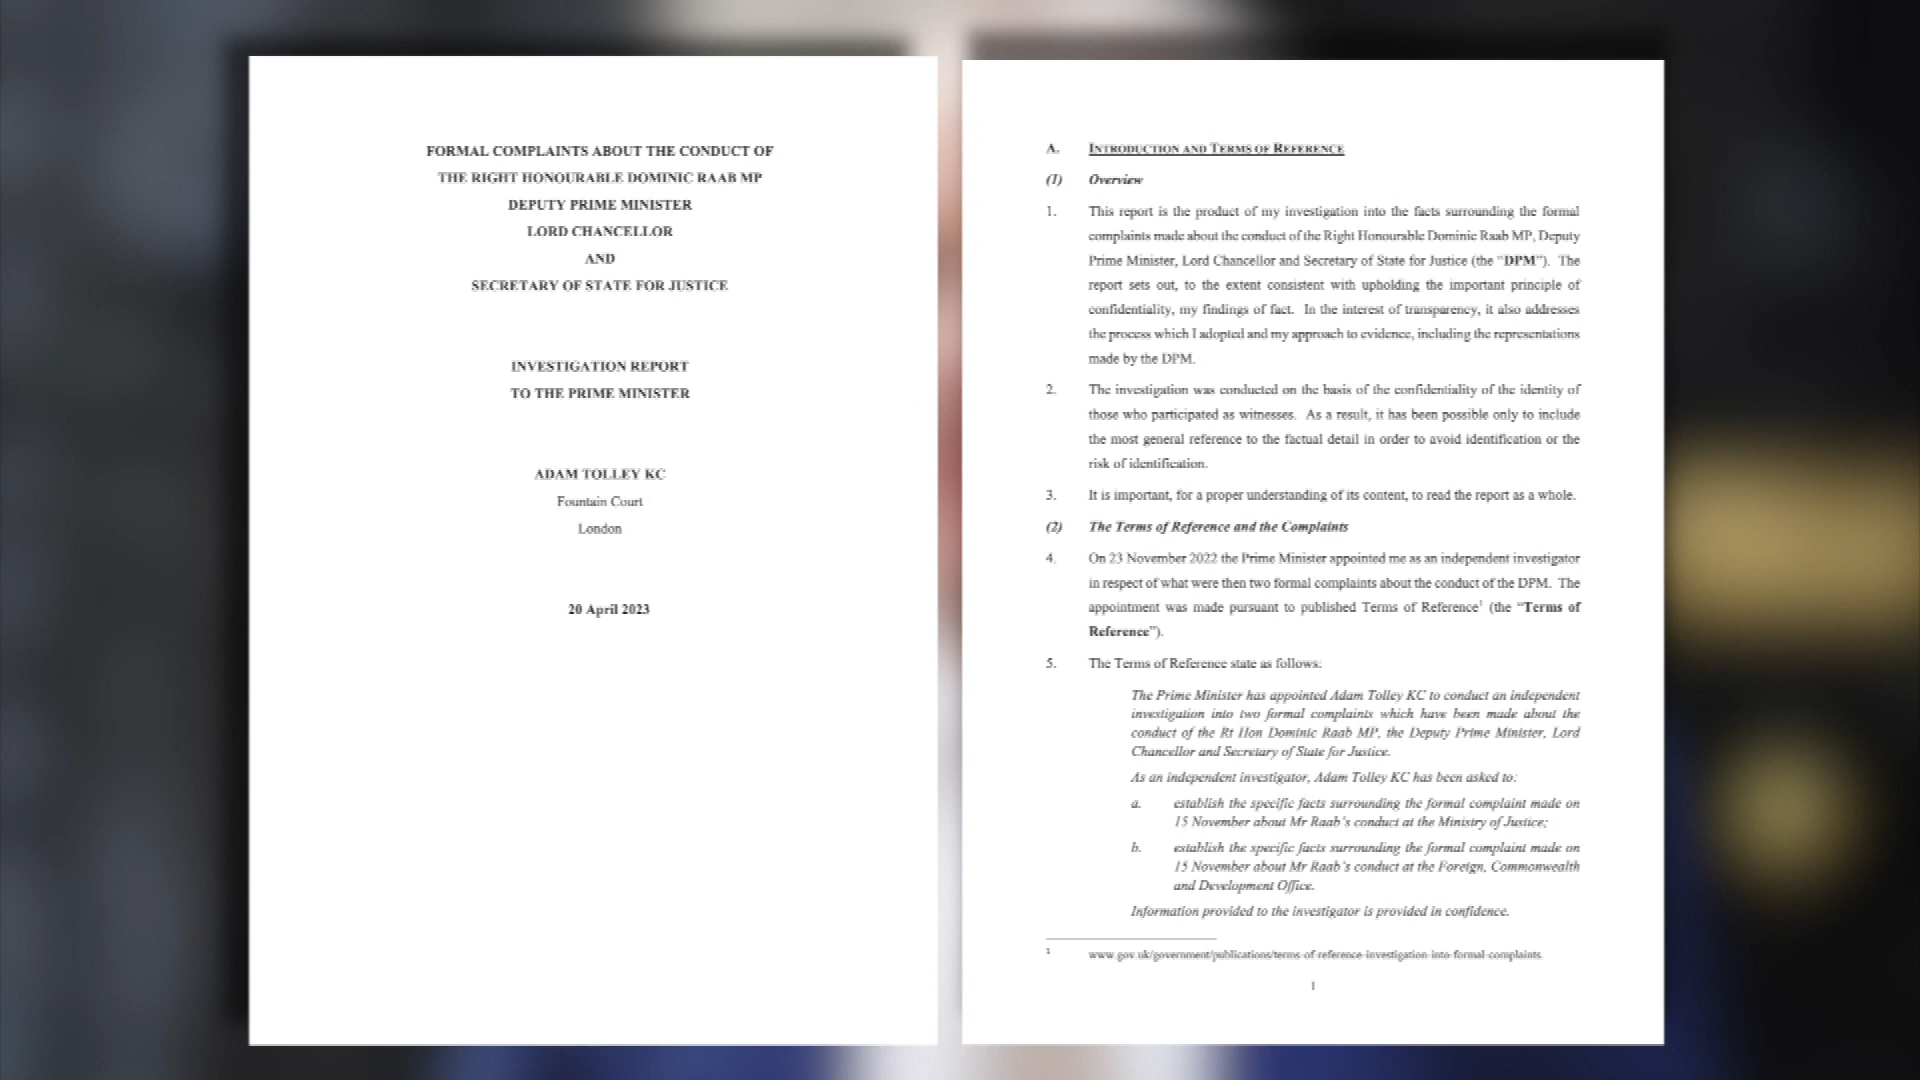 FORMAL COMPLAINTS ABOUT THE CONDUCT OF
THE RIGHT HONOURABLE DOMINIC RAAB MP
DEPUTY PRIME MINISTER
LORD CHANCELLOR
AND
SECRETARY OF STATE FOR JUSTICE
INVESTIGATION REPORT
TO THE PRIME MINISTER
ADAM TOLLEY KC
Fountain Court
London
20 April 2023
A. INTRODUCTION AND TERMS OF REFERENCE
(1) Overview
1. This report is the product of my investigation into the facts surrounding the formal
complaints made about the conduct of the Right Honourable Dominic Raab MP, Deputy
Prime Minister, Lord Chancellor and Secretary of State for Justice (the “DPM”). The
report sets out, to the extent consistent with upholding the important principle of
confidentiality, my findings of fact. In the interest of transparency, it also addresses
the process which I adopted and my approach to evidence, including the representations
made by the DPM.
2. The investigation was conducted on the basis of the confidentiality of the identity of
those who participated as witnesses. As a result, it has been possible only to include
the most general reference to the factual detail in order to avoid identification or the
risk of identification.
3. It is important, for a proper understanding of its content, to read the report as a whole.
(2) The Terms of Reference and the Complaints
4. On 23 November 2022 the Prime Minister appointed me as an independent investigator
in respect of what were then two formal complaints about the conduct of the DPM. The
appointment was made pursuant to published Terms of Reference¹ (the “Terms of
Reference”).
5. The Terms of Reference state as follows:
The Prime Minister has appointed Adam Tolley KC to conduct an independent
investigation into two formal complaints which have been made about the
conduct of the Rt Hon Dominic Raab MP, the Deputy Prime Minister, Lord
Chancellor and Secretary of State for Justice.
As an independent investigator, Adam Tolley KC has been asked to:
a. establish the specific facts surrounding the formal complaint made on
15 November about Mr Raab’s conduct at the Ministry of Justice;
b. establish the specific facts surrounding the formal complaint made on
15 November about Mr Raab’s conduct at the Foreign, Commonwealth
and Development Office.
Information provided to the investigator is provided in confidence.
1 www.gov.uk/government/publications/terms-of-reference-investigation-into-formal-complaints.
1